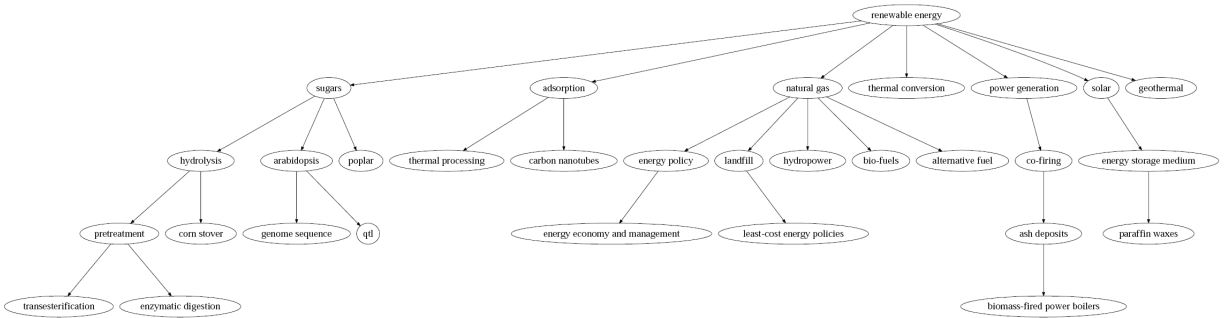 renewable energy
sugars
adsorption
natural gas
thermal conversion
power generation
solar
geothermal
hydrolysis
arabidopsis
poplar
thermal processing
carbon nanotubes
energy policy
landfill
hydropower
bio-fuels
alternative fuel
co-firing
energy storage medium
pretreatment
corn stover
genome sequence
qtl
energy economy and management
least-cost energy policies
ash deposits
paraffin waxes
transesterification
enzymatic digestion
biomass-fired power boilers